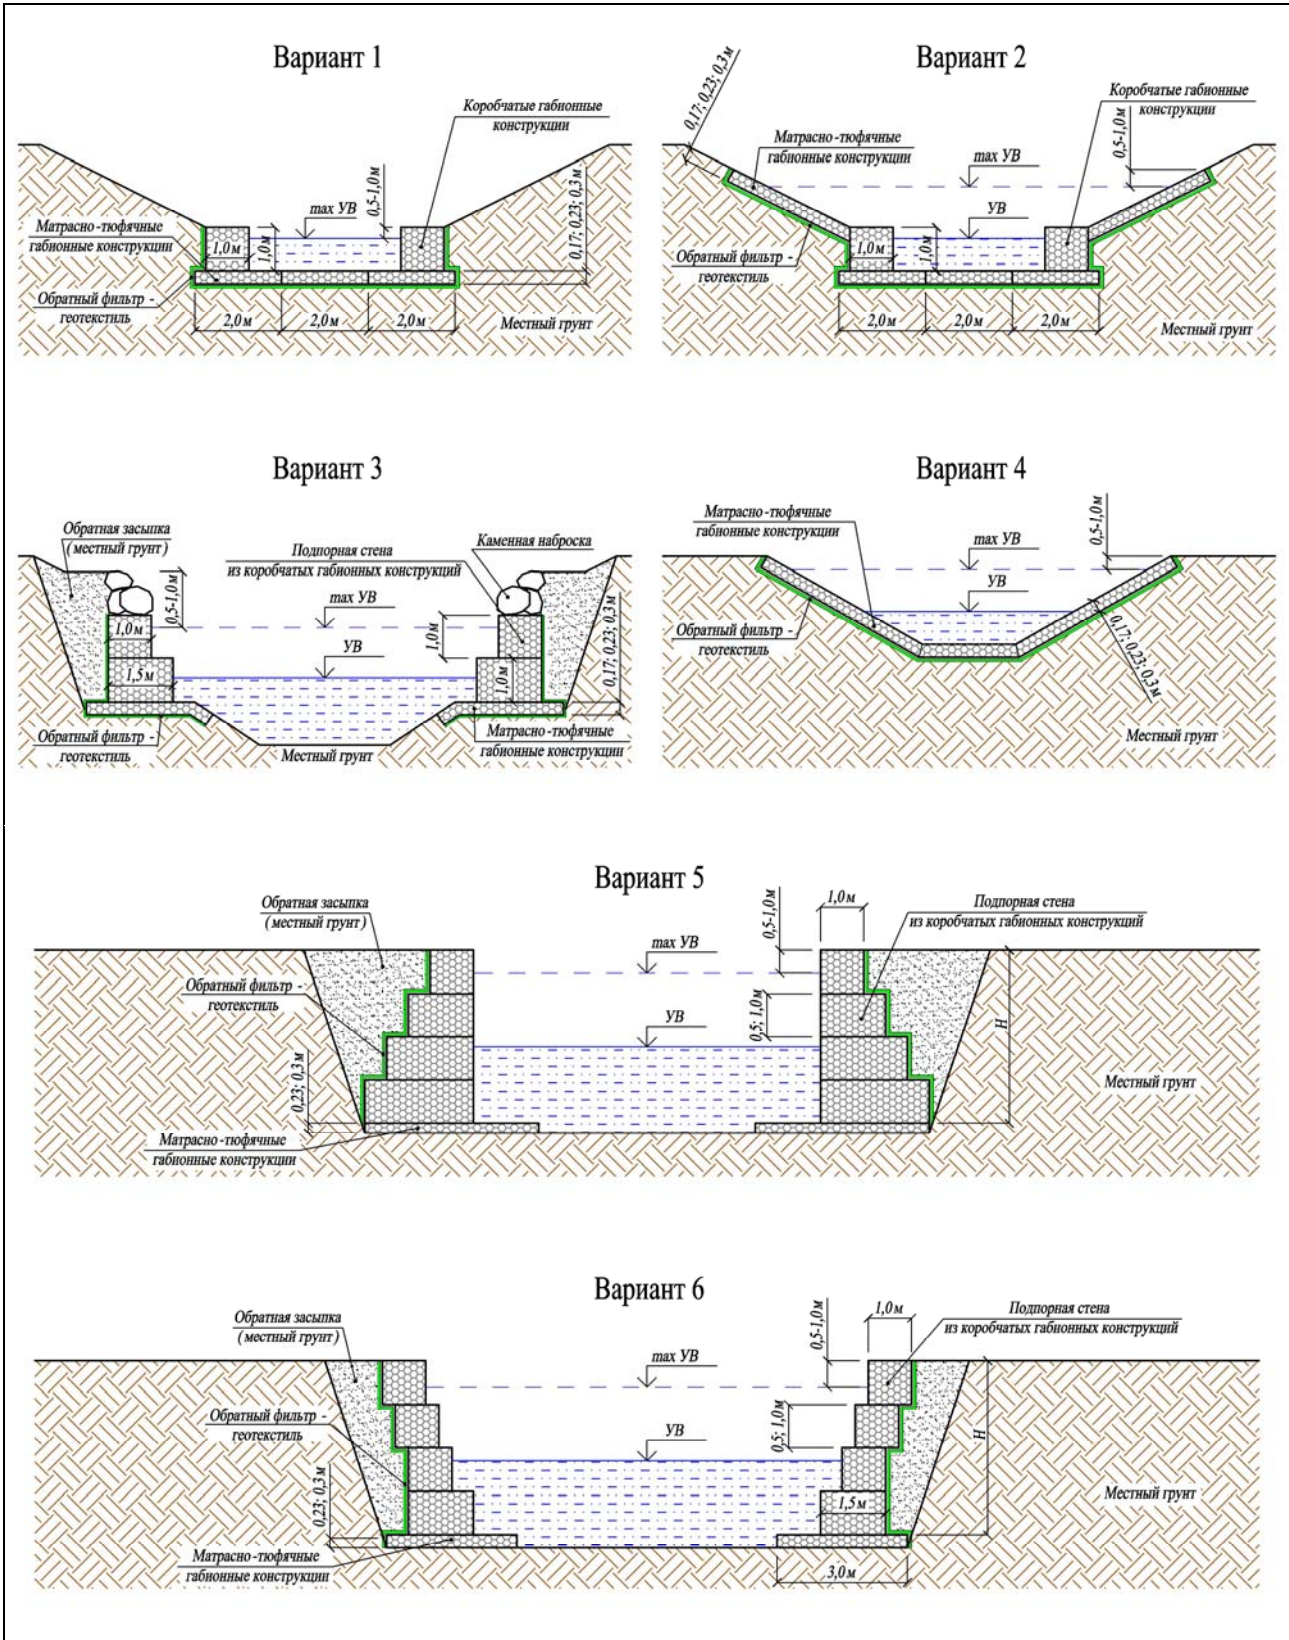 Вариант 1
Коробчатые габионные
конструкции
max УВ
0,5-1,0м
0,17; 0,23; 0,3м
Матрасно-тюфячные
габионные конструкции
1,0м
1,0м
Обратный фильтр -
геотекстиль
2,0м
2,0м
2,0м
Местный грунт
Вариант 2
0,17; 0,23; 0,3м
Коробчатые габионные
конструкции
Матрасно-тюфячные
габионные конструкции
max УВ
0,5-1,0м
УВ
1,0м
1,0м
Обратный фильтр -
геотекстиль
2,0м
2,0м
2,0м
Местный грунт
Вариант 3
Обратная засыпка
(местный грунт)
Подпорная стена
из коробчатых габионных конструкций
Каменная наброска
0,5-1,0м
max УВ
1,0м
1,0м
УВ
1,5м
1,0м
0,17; 0,23; 0,3м
Обратный фильтр -
геотекстиль
Местный грунт
Матрасно-тюфячные
габионные конструкции
Вариант 4
Матрасно-тюфячные
габионные конструкции
max УВ
0,5-1,0м
УВ
Обратный фильтр -
геотекстиль
0,17; 0,23; 0,3м
Местный грунт
Вариант 5
Обратная засыпка
(местный грунт)
1,0м
Подпорная стена
из коробчатых габионных конструкций
0,5-1,0м
max УВ
Обратный фильтр -
геотекстиль
0,5; 1,0м
УВ
Н
0,23; 0,3м
Местный грунт
Матрасно-тюфячные
габионные конструкции
Вариант 6
Обратная засыпка
(местный грунт)
1,0м
Подпорная стена
из коробчатых габионных конструкций
0,5-1,0м
max УВ
Обратный фильтр -
геотекстиль
0,5; 1,0м
УВ
Н
0,23; 0,3м
1,5м
Местный грунт
Матрасно-тюфячные
габионные конструкции
3,0м